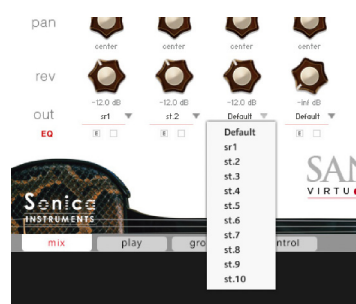 pan
center center center center
rev
-12.0 dB -12.0 dB -12.0 dB -inf dB
out sr1 st.2 Default Default
EQ
Default
sr1
st.2
st.3
st.4
st.5
st.6
st.7
st.8
st.9
st.10
SAN
VIRTU
Sonica
INSTRUMENTS
mix play gro ntrol